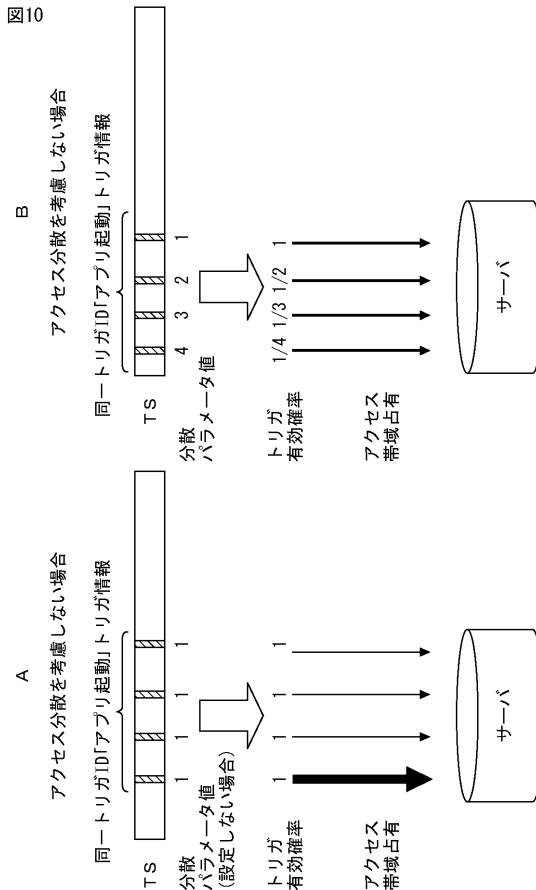 図10
A
アクセス分散を考慮しない場合
同一トリガID「アプリ起動」トリガ情報
TS
分散
パラメータ値
(設定しない場合)
1 1 1 1
トリガ
有効確率
1 1 1 1
アクセス
帯域占有
サーバ
B
アクセス分散を考慮しない場合
同一トリガID「アプリ起動」トリガ情報
TS
分散
パラメータ値
4 3 2 1
トリガ
有効確率
1/4 1/3 1/2 1
アクセス
帯域占有
サーバ